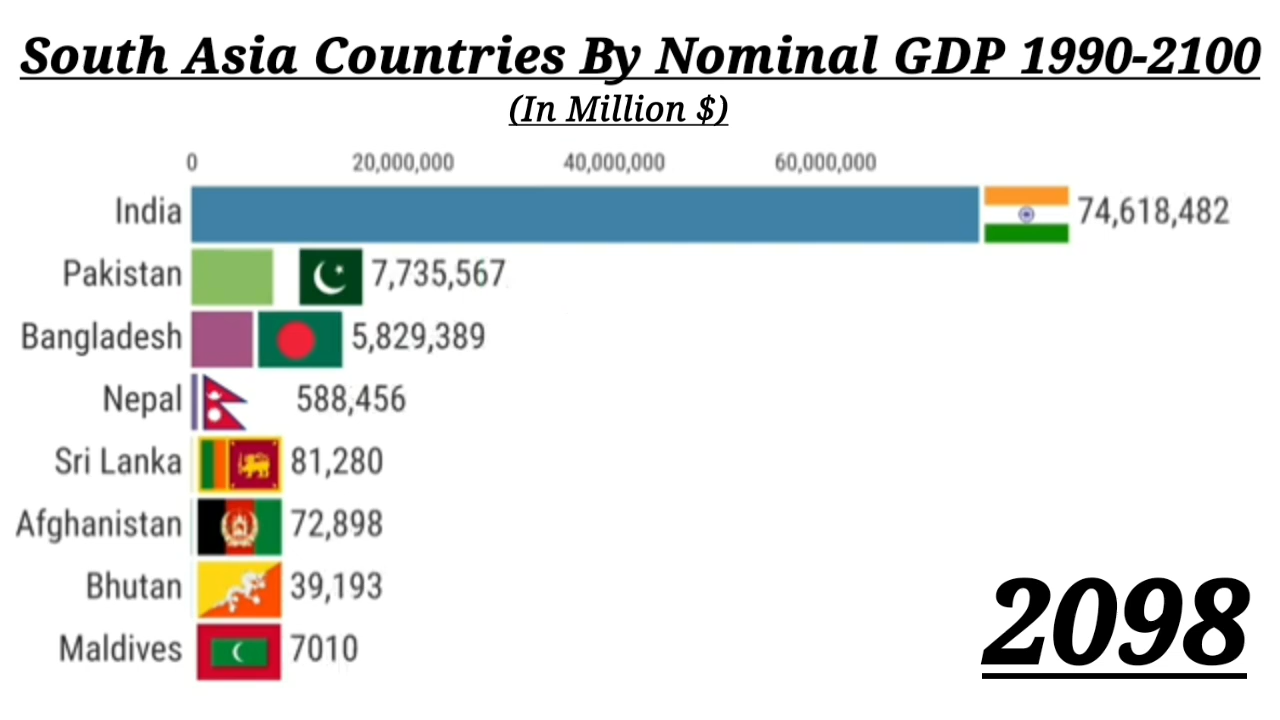 South Asia Countries By Nominal GDP 1990-2100
(In Million $)
0 20,000,000 40,000,000 60,000,000
India 74,618,482
Pakistan 7,735,567
Bangladesh 5,829,389
Nepal 588,456
Sri Lanka 81,280
Afghanistan 72,898
Bhutan 39,193
Maldives 7010
2098